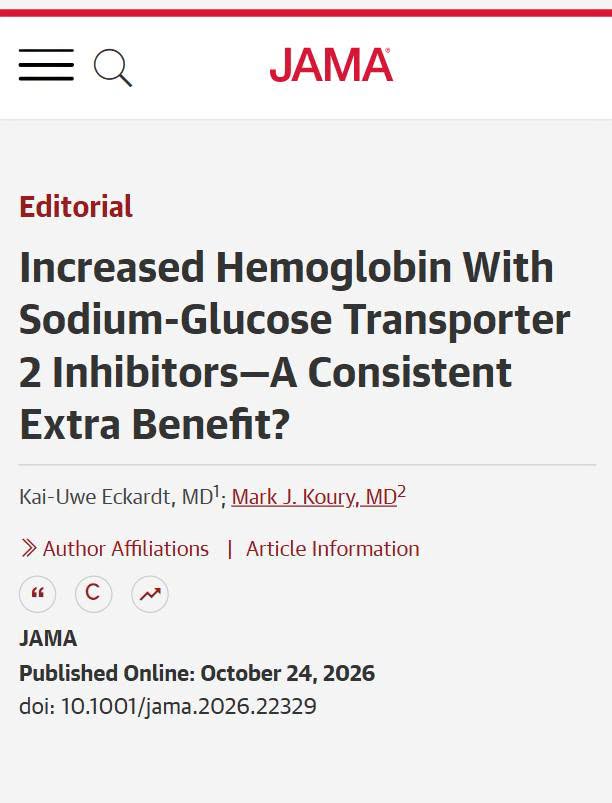 JAMA®
Editorial
Increased Hemoglobin With
Sodium-Glucose Transporter
2 Inhibitors—A Consistent
Extra Benefit?
Kai-Uwe Eckardt, MD1; Mark J. Koury, MD2
Author Affiliations | Article Information
“ C
JAMA
Published Online: October 24, 2026
doi: 10.1001/jama.2026.22329